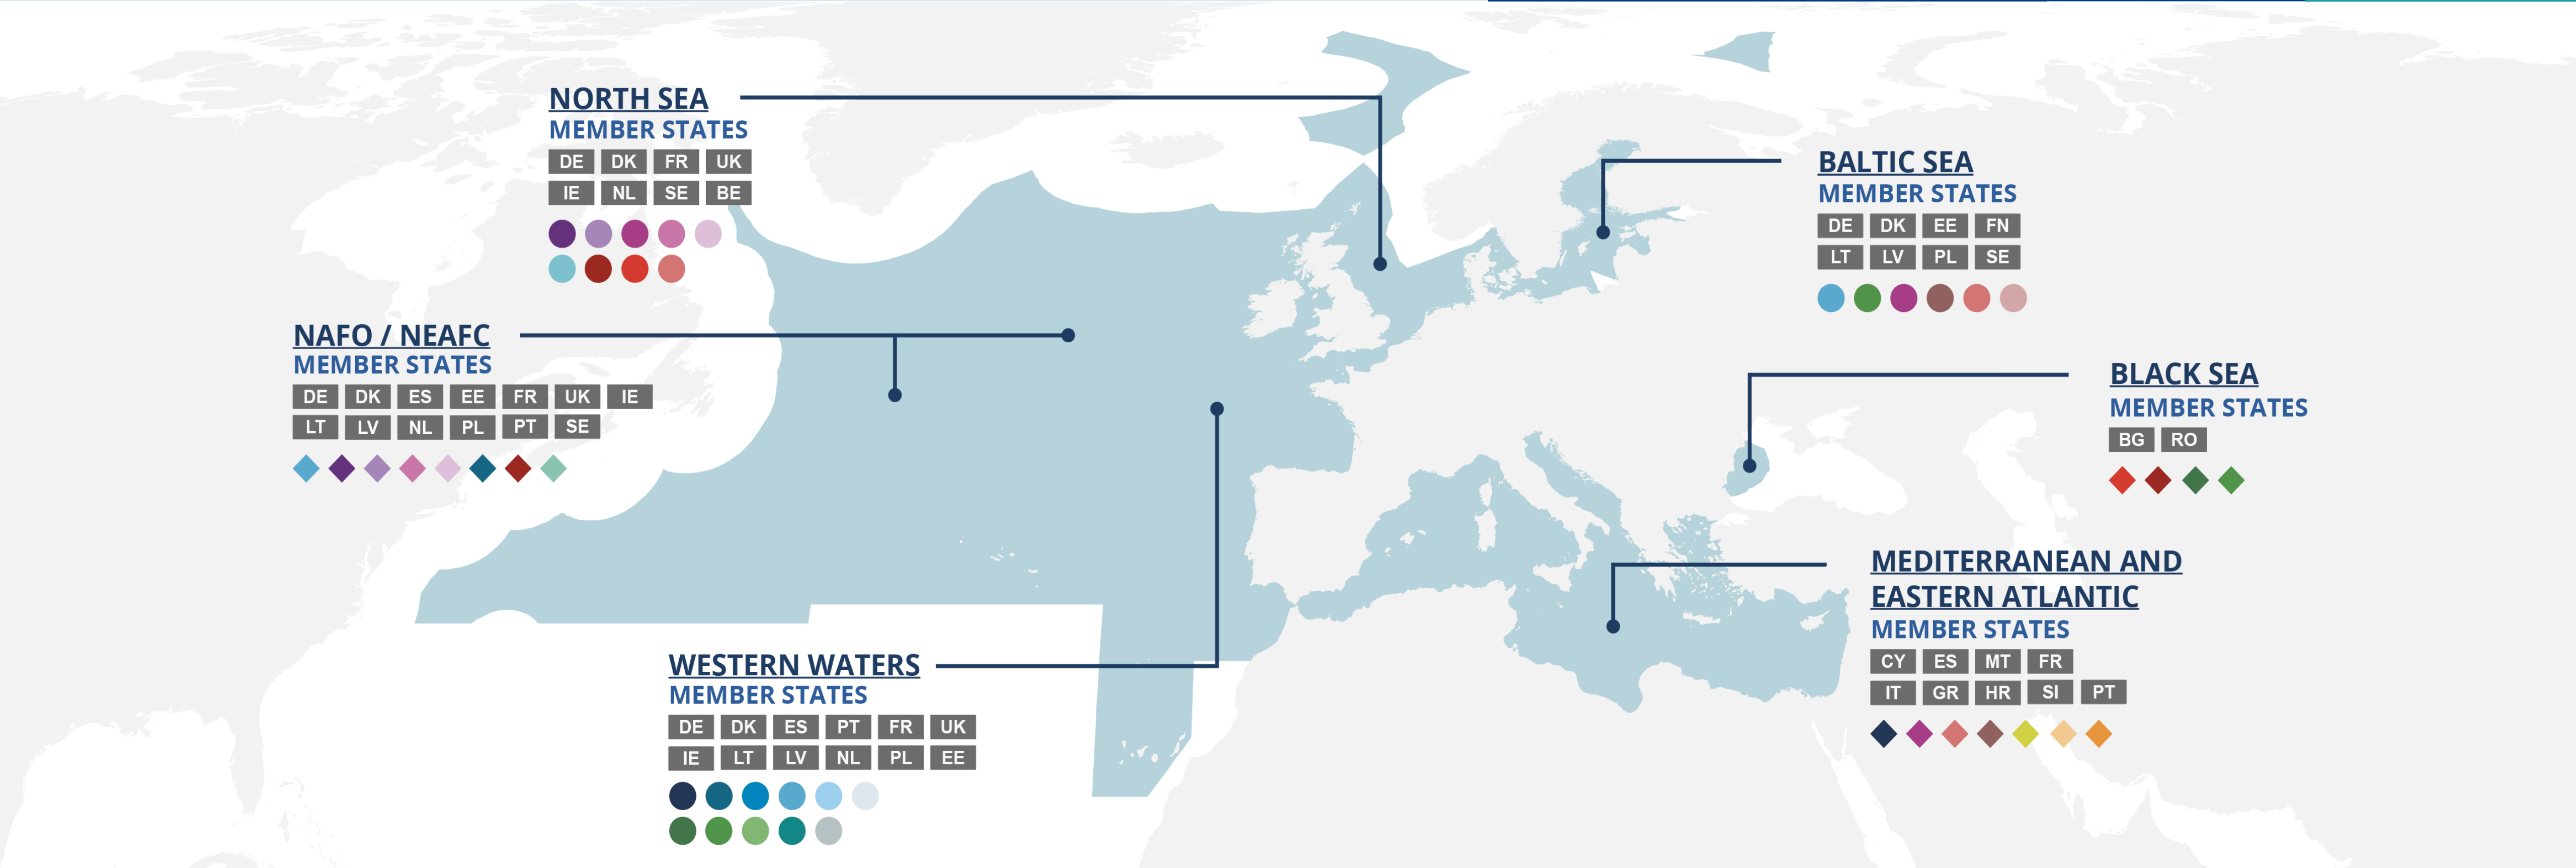 NORTH SEA
MEMBER STATES
DE DK FR UK
IE NL SE BE
BALTIC SEA
MEMBER STATES
DE DK EE FN
LT LV PL SE
NAFO / NEAFC
MEMBER STATES
DE DK ES EE FR UK IE
LT LV NL PL PT SE
BLACK SEA
MEMBER STATES
BG RO
MEDITERRANEAN AND
EASTERN ATLANTIC
MEMBER STATES
CY ES MT FR
IT GR HR SI PT
WESTERN WATERS
MEMBER STATES
DE DK ES PT FR UK
IE LT LV NL PL EE